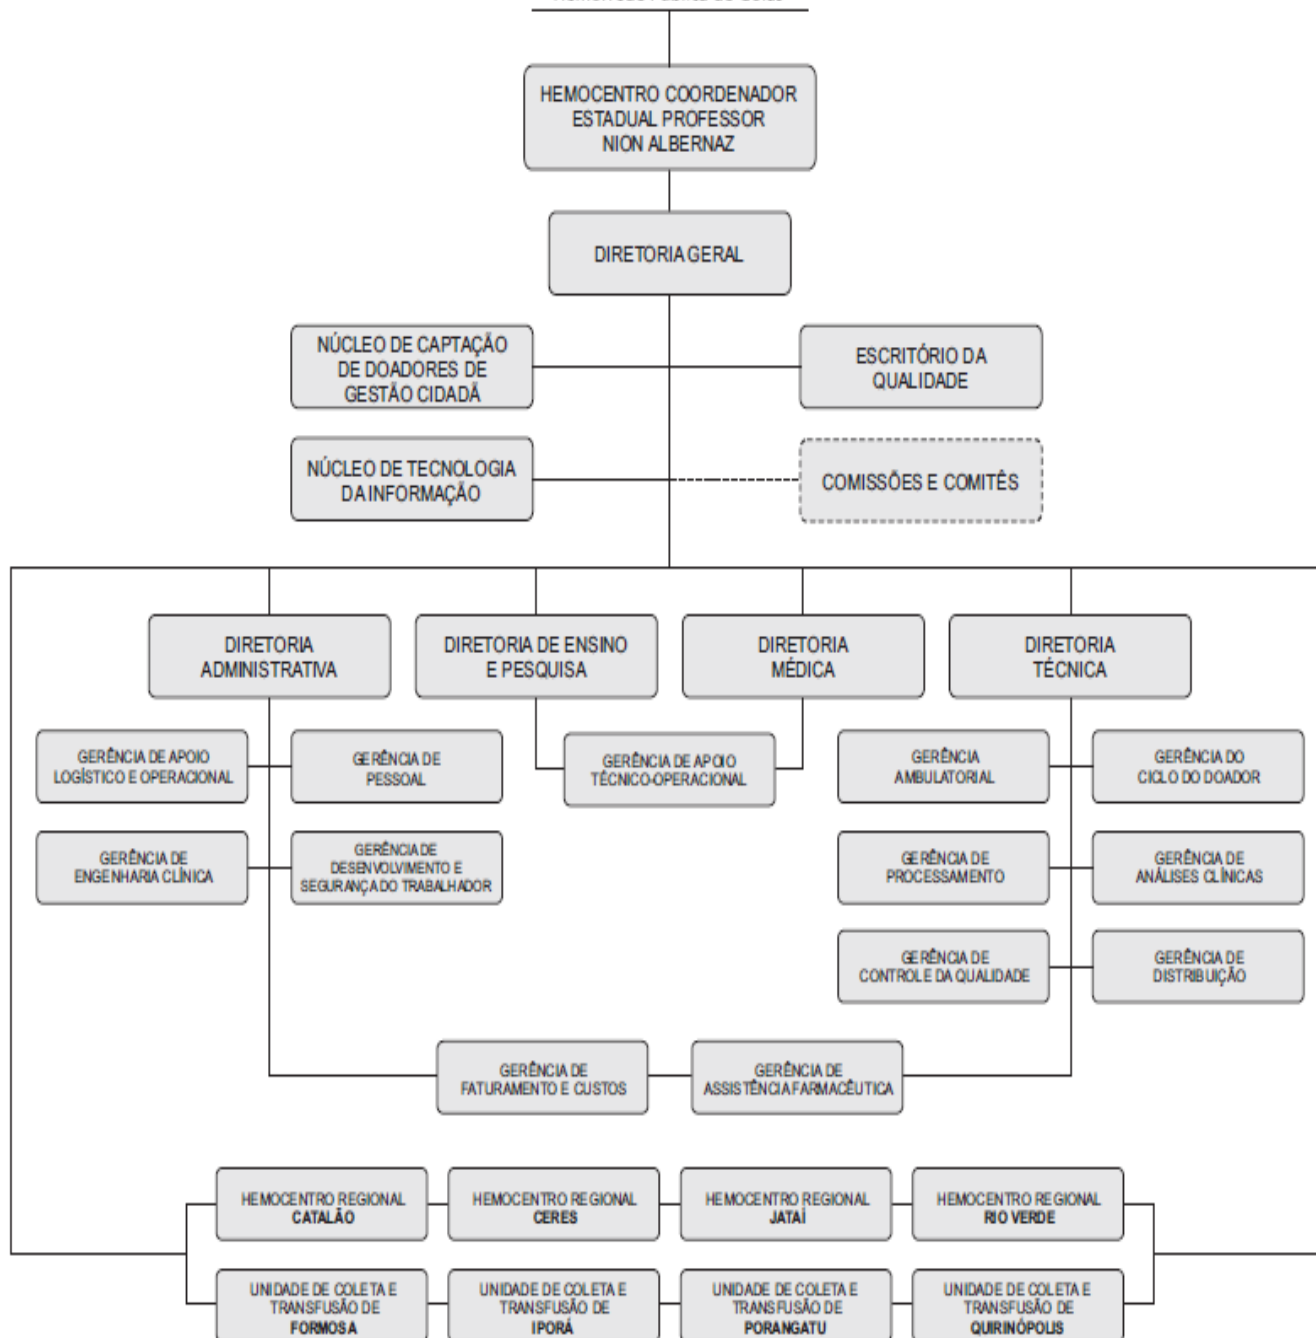 HEMOCENTRO COORDENADOR
ESTADUAL PROFESSOR
NION ALBERNAZ
DIRETORIA GERAL
NÚCLEO DE CAPTAÇÃO
DE DOADORES DE
GESTÃO CIDADÃ
ESCRITÓRIO DA
QUALIDADE
NÚCLEO DE TECNOLOGIA
DA INFORMAÇÃO
COMISSÕES E COMITÊS
DIRETORIA
ADMINISTRATIVA
DIRETORIA DE ENSINO
E PESQUISA
DIRETORIA
MÉDICA
DIRETORIA
TÉCNICA
GERÊNCIA DE APOIO
LOGÍSTICO E OPERACIONAL
GERÊNCIA DE
PESSOAL
GERÊNCIA DE APOIO
TÉCNICO-OPERACIONAL
GERÊNCIA
AMBULATORIAL
GERÊNCIA DO
CICLO DO DOADOR
GERÊNCIA DE
ENGENHARIA CLÍNICA
GERÊNCIA DE
DESENVOLVIMENTO E
SEGURANÇA DO TRABALHADOR
GERÊNCIA DE
PROCESSAMENTO
GERÊNCIA DE
ANÁLISES CLÍNICAS
GERÊNCIA DE
CONTROLE DA QUALIDADE
GERÊNCIA DE
DISTRIBUIÇÃO
GERÊNCIA DE
FATURAMENTO E CUSTOS
GERÊNCIA DE
ASSISTÊNCIA FARMACÊUTICA
HEMOCENTRO REGIONAL
CATALÃO
HEMOCENTRO REGIONAL
CERES
HEMOCENTRO REGIONAL
JATAÍ
HEMOCENTRO REGIONAL
RIO VERDE
UNIDADE DE COLETA E
TRANSFUSÃO DE
FORMOSA
UNIDADE DE COLETA E
TRANSFUSÃO DE
IPORÁ
UNIDADE DE COLETA E
TRANSFUSÃO DE
PORANGATU
UNIDADE DE COLETA E
TRANSFUSÃO DE
QUIRINÓPOLIS